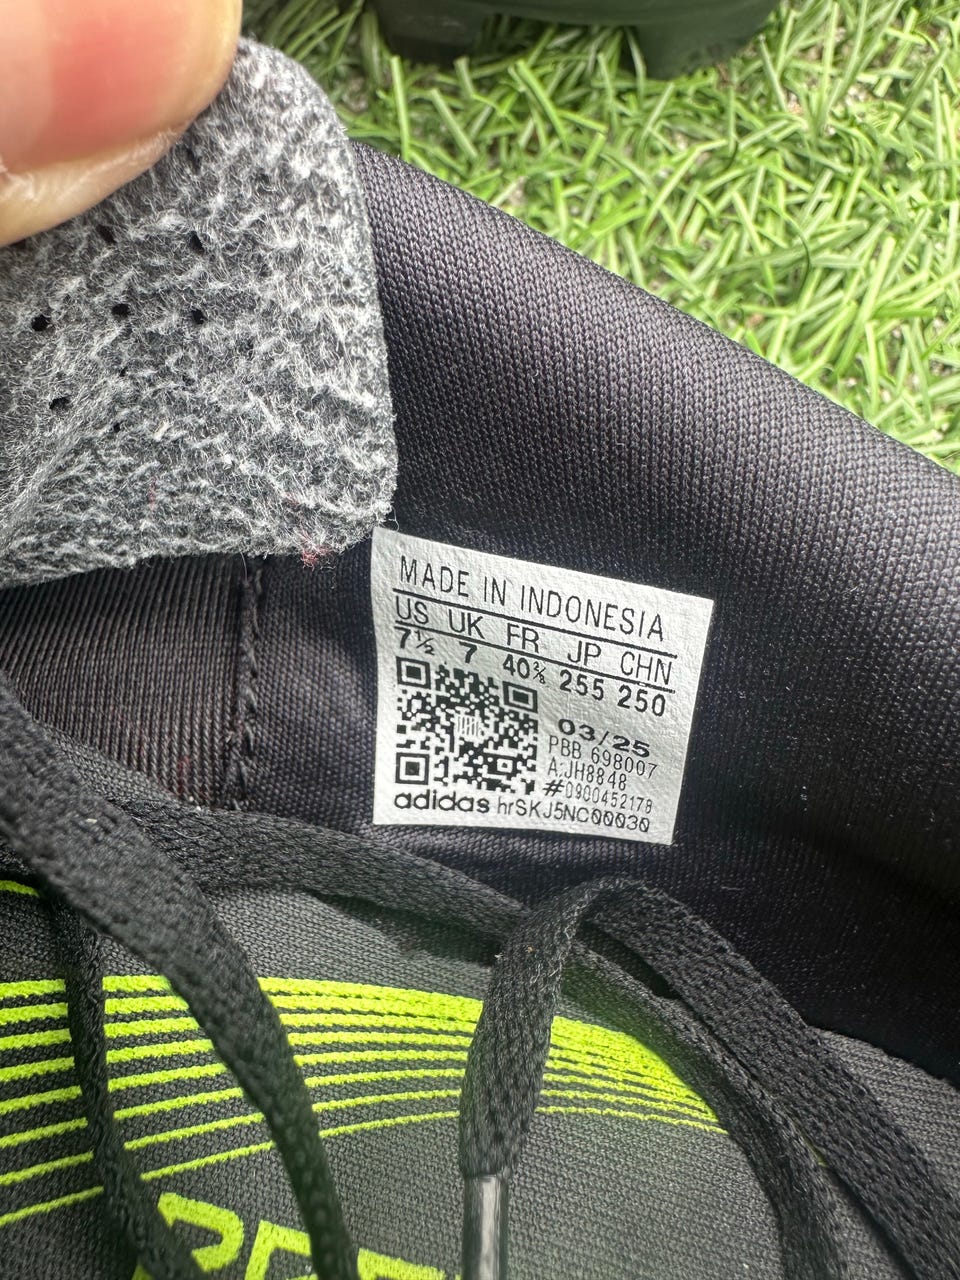 MADE IN INDONESIA
US UK FR JP CHN
7½ 7 40⅔ 255 250
03/25
PBB 698007
A:JH8848
#0900452178
adidas hrSKJ5NC00030